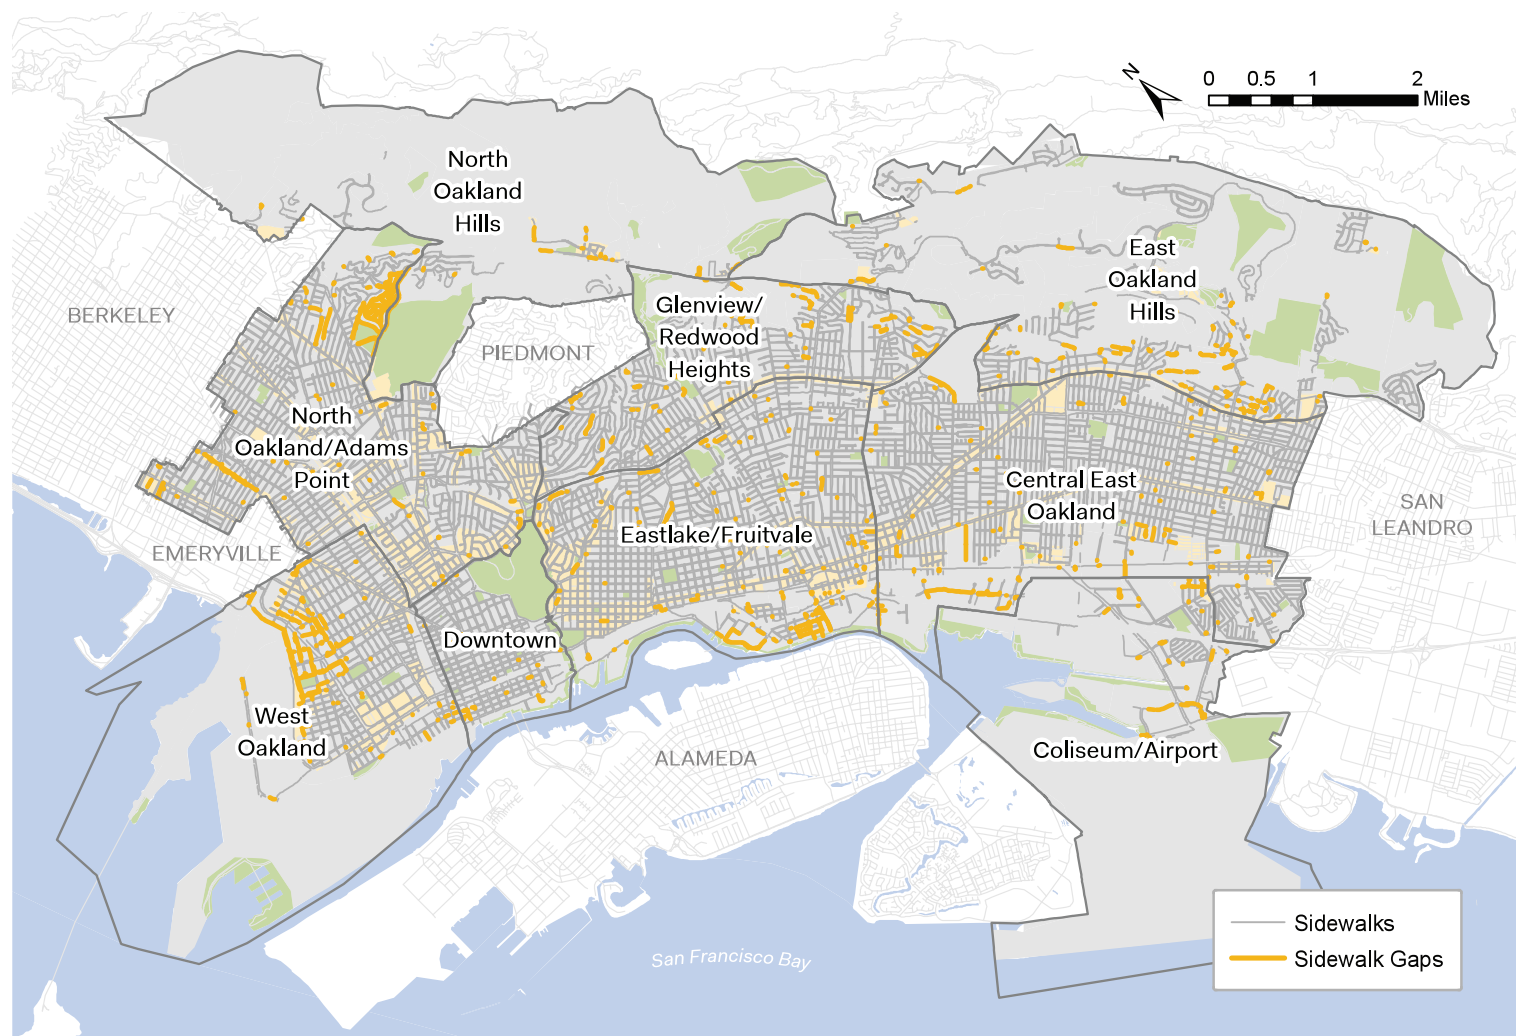 N
0 0.5 1 2
Miles
North
Oakland
Hills
East
Oakland
Hills
BERKELEY
Glenview/
Redwood
Heights
PIEDMONT
North
Oakland/Adams
Point
Central East
Oakland
SAN
LEANDRO
EMERYVILLE
Eastlake/Fruitvale
Downtown
West
Oakland
Coliseum/Airport
ALAMEDA
San Francisco Bay
Sidewalks
Sidewalk Gaps